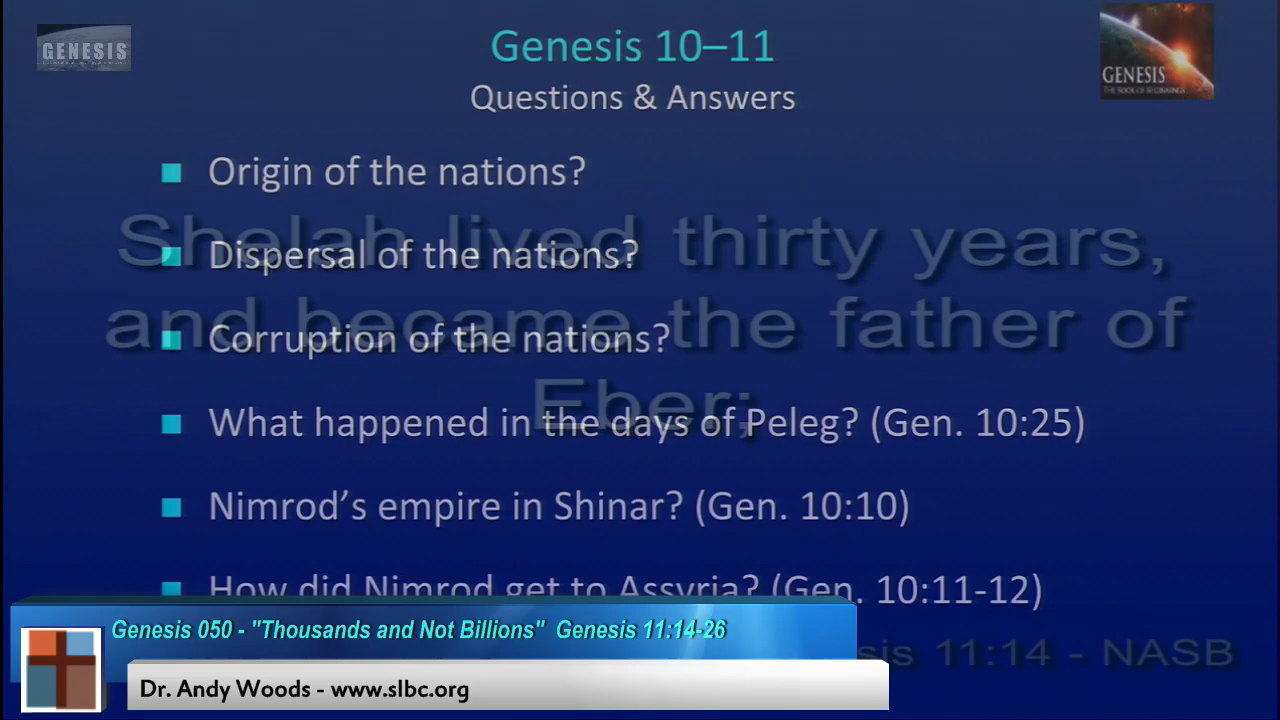 GENESIS
Genesis 10–11
GENESIS
THE BOOK OF BEGINNINGS
Questions & Answers
Origin of the nations?
Shelah lived thirty years,
Dispersal of the nations?
and became the father of
Corruption of the nations?
Eber;
What happened in the days of Peleg? (Gen. 10:25)
Nimrod's empire in Shinar? (Gen. 10:10)
How did Nimrod get to Assyria? (Gen. 10:11-12)
Genesis 050 - "Thousands and Not Billions" Genesis 11:14-26
sis 11:14 - NASB
Dr. Andy Woods - www.slbc.org